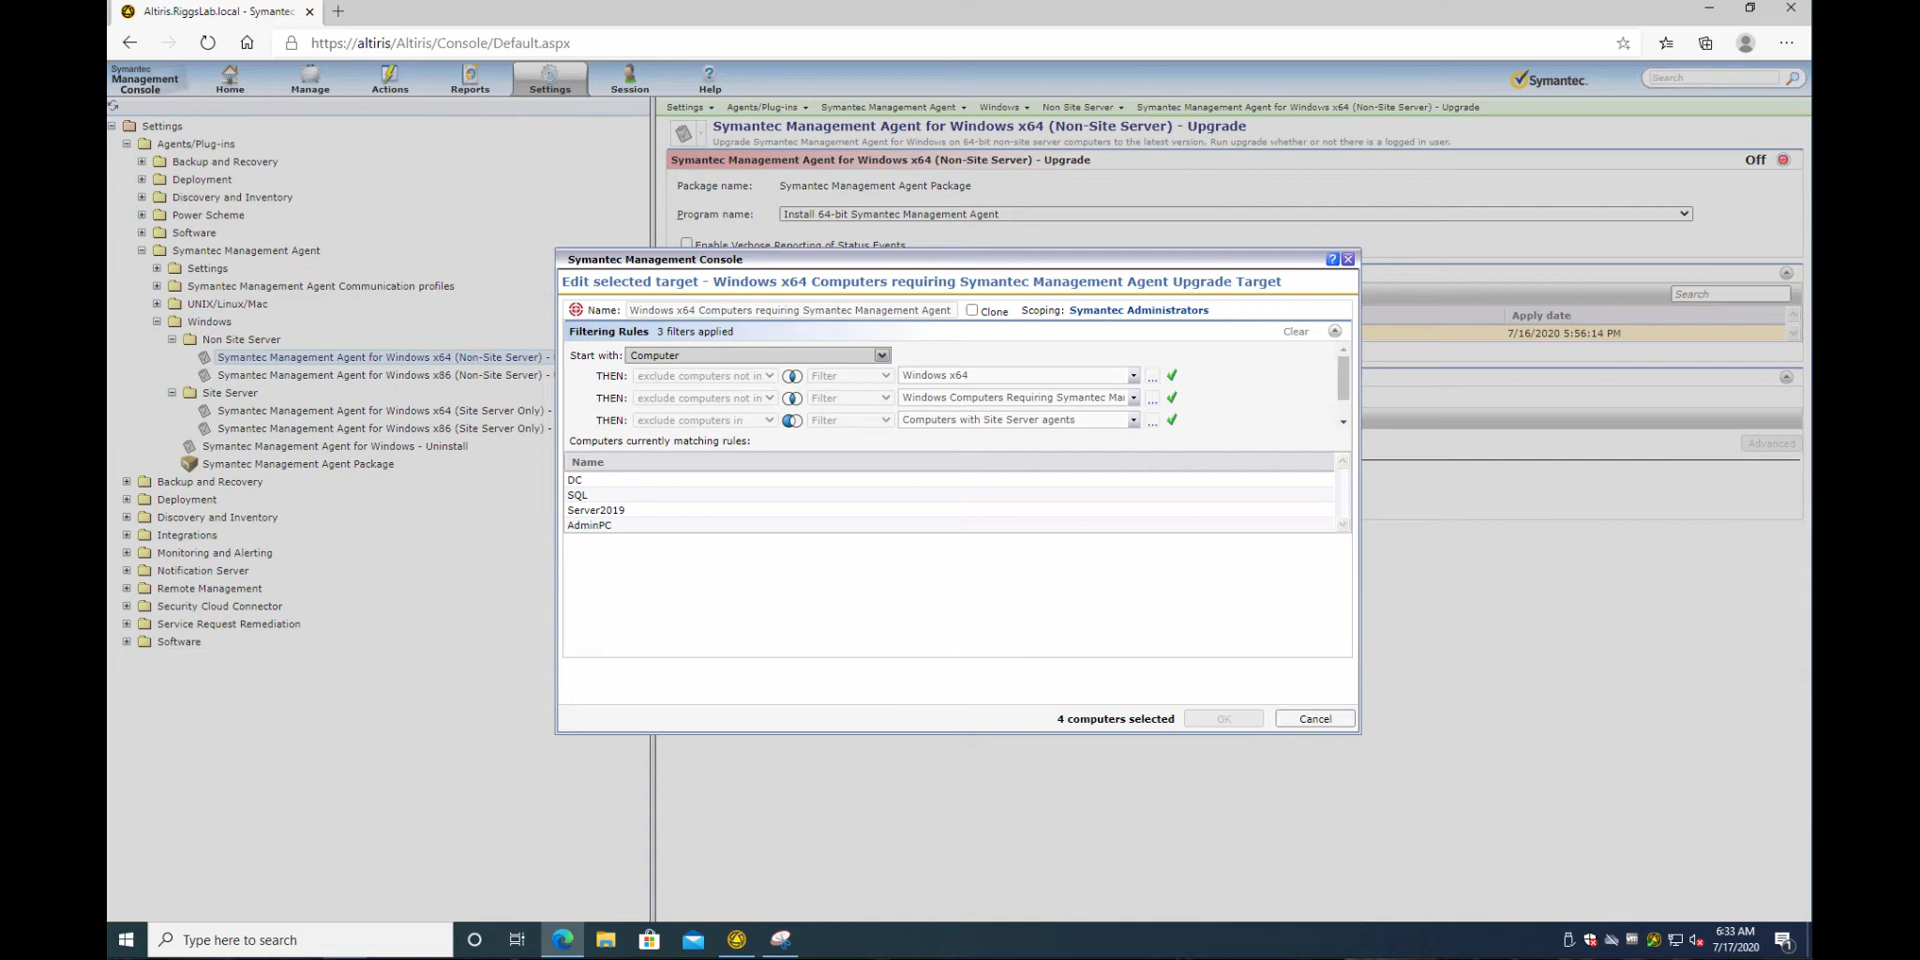 Altiris.RiggsLab.local - Symantec
https://altiris/Altiris/Console/Default.aspx
Symantec
Management
Console
Home
Manage
Actions
Reports
Settings
Session
Help
Symantec.
Search
Settings
Agents/Plug-ins
Symantec Management Agent
Windows
Non Site Server
Symantec Management Agent for Windows x64 (Non-Site Server) - Upgrade
Settings
Agents/Plug-ins
Backup and Recovery
Deployment
Discovery and Inventory
Power Scheme
Software
Symantec Management Agent
Settings
Symantec Management Agent Communication profiles
UNIX/Linux/Mac
Windows
Non Site Server
Symantec Management Agent for Windows x64 (Non-Site Server) -
Symantec Management Agent for Windows x86 (Non-Site Server) -
Site Server
Symantec Management Agent for Windows x64 (Site Server Only) -
Symantec Management Agent for Windows x86 (Site Server Only) -
Symantec Management Agent for Windows - Uninstall
Symantec Management Agent Package
Backup and Recovery
Deployment
Discovery and Inventory
Integrations
Monitoring and Alerting
Notification Server
Remote Management
Security Cloud Connector
Service Request Remediation
Software
Symantec Management Agent for Windows x64 (Non-Site Server) - Upgrade
Upgrade Symantec Management Agent for Windows on 64-bit non-site server computers to the latest version. Run upgrade whether or not there is a logged in user.
Symantec Management Agent for Windows x64 (Non-Site Server) - Upgrade
Off
Package name: Symantec Management Agent Package
Program name: Install 64-bit Symantec Management Agent
Enable Verbose Reporting of Status Events
Search
Apply date
7/16/2020 5:56:14 PM
Advanced
Symantec Management Console
Edit selected target - Windows x64 Computers requiring Symantec Management Agent Upgrade Target
Name: Windows x64 Computers requiring Symantec Management Agent
Clone
Scoping: Symantec Administrators
Filtering Rules 3 filters applied
Clear
Start with: Computer
THEN: exclude computers not in Filter Windows x64 ...
THEN: exclude computers not in Filter Windows Computers Requiring Symantec Ma ...
THEN: exclude computers in Filter Computers with Site Server agents ...
Computers currently matching rules:
Name
DC
SQL
Server2019
AdminPC
4 computers selected
OK
Cancel
Type here to search
6:33 AM
7/17/2020
1